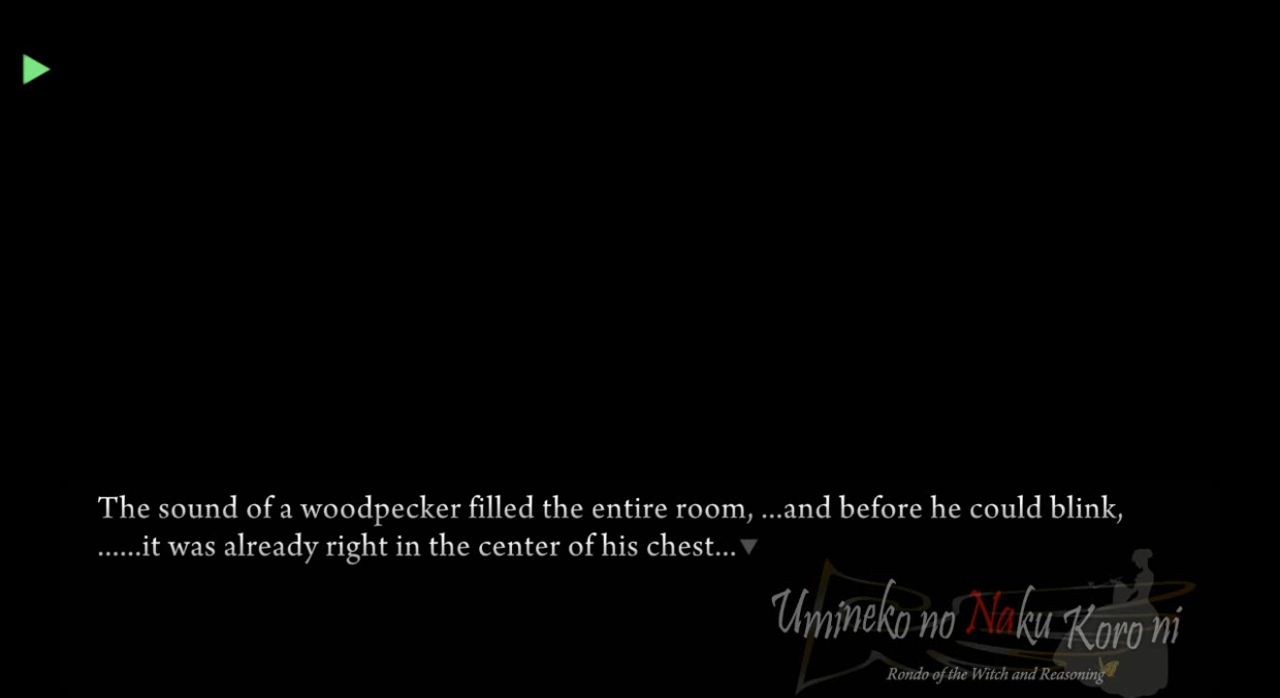 The sound of a woodpecker filled the entire room, ...and before he could blink,
......it was already right in the center of his chest...
Umineko no Naku Koro ni
Rondo of the Witch and Reasoning